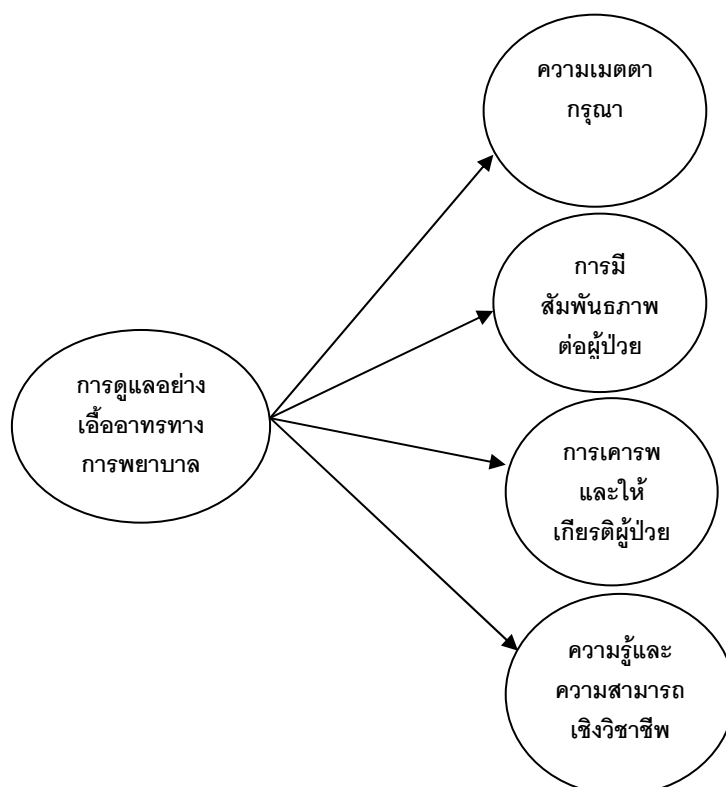 ความเมตตา
กรุณา
การมี
สัมพันธภาพ
ต่อผู้ป่วย
การดูแลอย่าง
เอื้ออาทรทาง
การพยาบาล
การเคารพ
และให้
เกียรติผู้ป่วย
ความรู้และ
ความสามารถ
เชิงวิชาชีพ